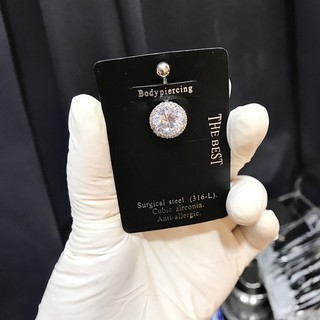 Bodypiercing
THE BEST
Surgical steel (316-L).
Cubic zirconia.
Anti-allergic.